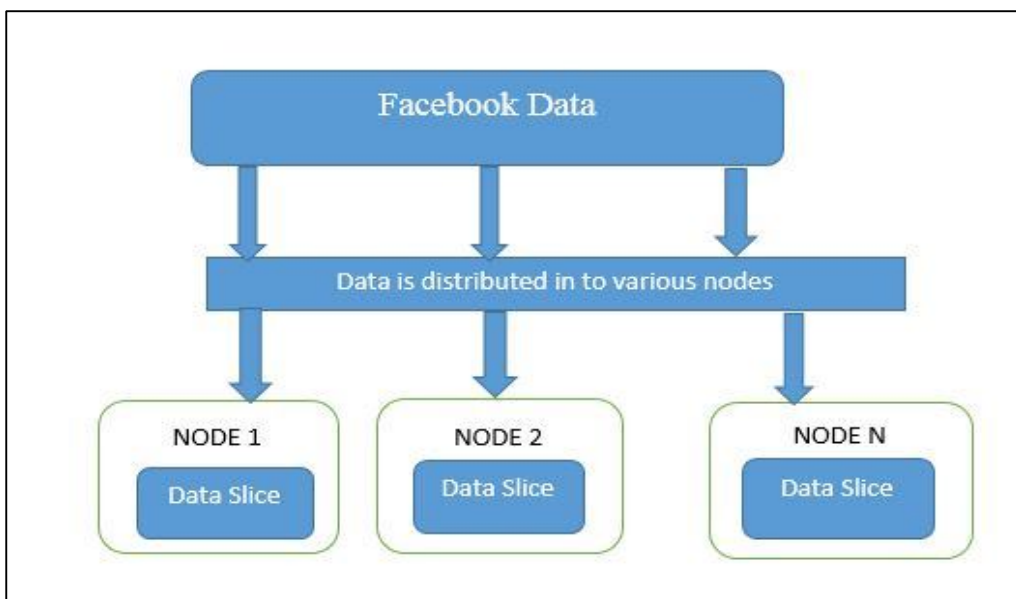 Facebook Data
Data is distributed in to various nodes
NODE 1
Data Slice
NODE 2
Data Slice
NODE N
Data Slice